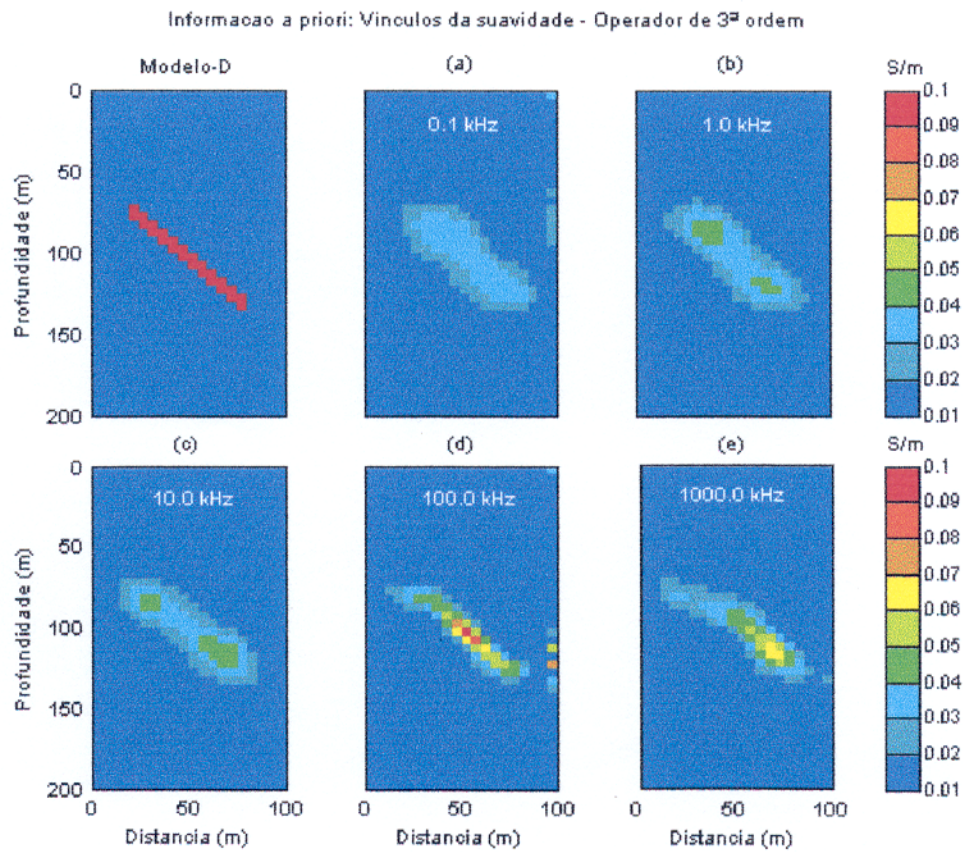 Informacao a priori: Vinculos da suavidade - Operador de 3ª ordem
Modelo-D
(a)
(b)
S/m
0
50
100
150
200
Profundidade (m)
0.1 kHz
1.0 kHz
0.1
0.09
0.08
0.07
0.06
0.05
0.04
0.03
0.02
0.01
(c)
(d)
(e)
S/m
0
50
100
150
200
Profundidade (m)
10.0 kHz
100.0 kHz
1000.0 kHz
0.1
0.09
0.08
0.07
0.06
0.05
0.04
0.03
0.02
0.01
0 50 100
0 50 100
0 50 100
Distancia (m)
Distancia (m)
Distancia (m)